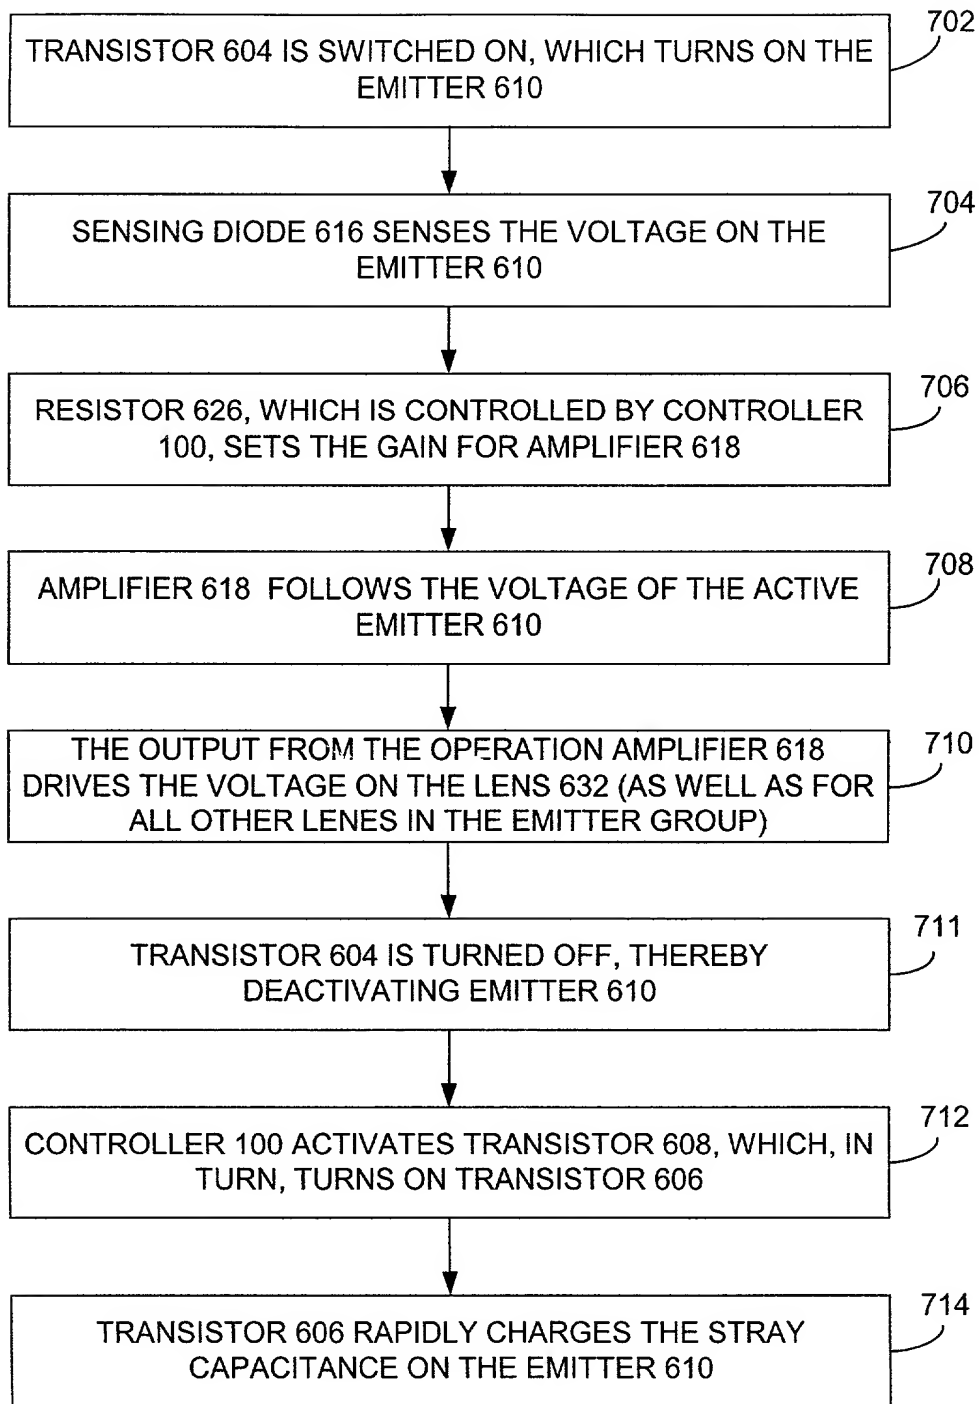 702
TRANSISTOR 604 IS SWITCHED ON, WHICH TURNS ON THE
EMITTER 610
704
SENSING DIODE 616 SENSES THE VOLTAGE ON THE
EMITTER 610
706
RESISTOR 626, WHICH IS CONTROLLED BY CONTROLLER
100, SETS THE GAIN FOR AMPLIFIER 618
708
AMPLIFIER 618 FOLLOWS THE VOLTAGE OF THE ACTIVE
EMITTER 610
710
THE OUTPUT FROM THE OPERATION AMPLIFIER 618
DRIVES THE VOLTAGE ON THE LENS 632 (AS WELL AS FOR
ALL OTHER LENES IN THE EMITTER GROUP)
711
TRANSISTOR 604 IS TURNED OFF, THEREBY
DEACTIVATING EMITTER 610
712
CONTROLLER 100 ACTIVATES TRANSISTOR 608, WHICH, IN
TURN, TURNS ON TRANSISTOR 606
714
TRANSISTOR 606 RAPIDLY CHARGES THE STRAY
CAPACITANCE ON THE EMITTER 610